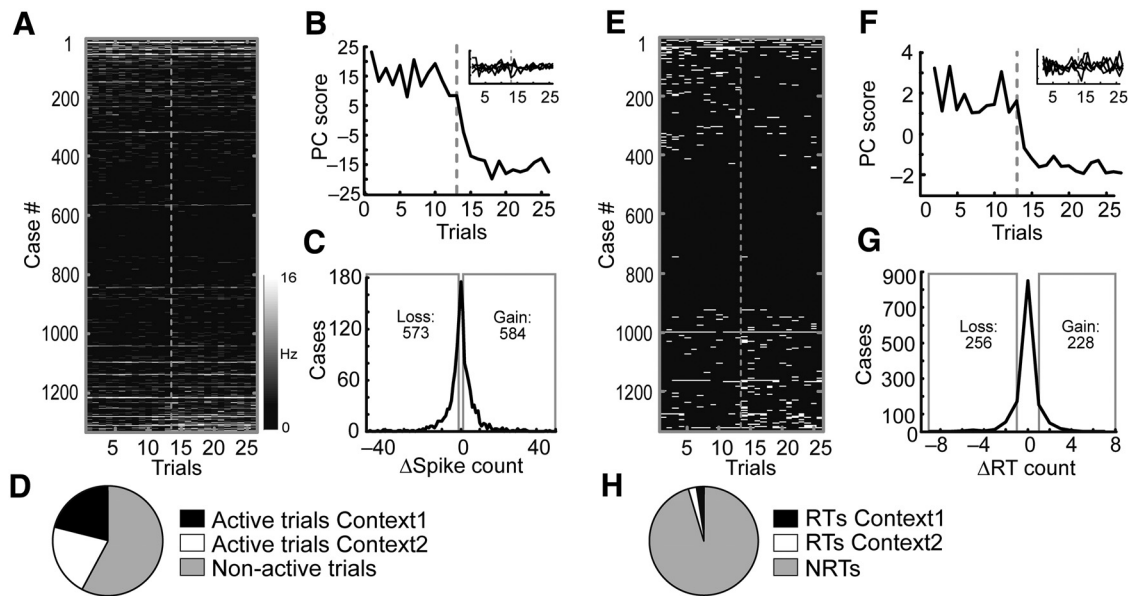 A
Case #
1
200
400
600
800
1000
1200
5 10 15 20 25
Trials
16
Hz
0
B
PC score
25
15
5
−5
−15
−25
0 5 10 15 20 25
Trials
5 15 25
C
Cases
180
120
60
0
Loss:
573
Gain:
584
−40 0 40
ΔSpike count
D
Active trials Context1
Active trials Context2
Non-active trials
E
Case #
1
200
400
600
800
1000
1200
5 10 15 20 25
Trials
F
PC score
4
2
0
−2
0 5 10 15 20 25
Trials
5 15 25
G
Cases
900
700
500
300
100
0
Loss:
256
Gain:
228
−8 −4 0 4 8
ΔRT count
H
RTs Context1
RTs Context2
NRTs